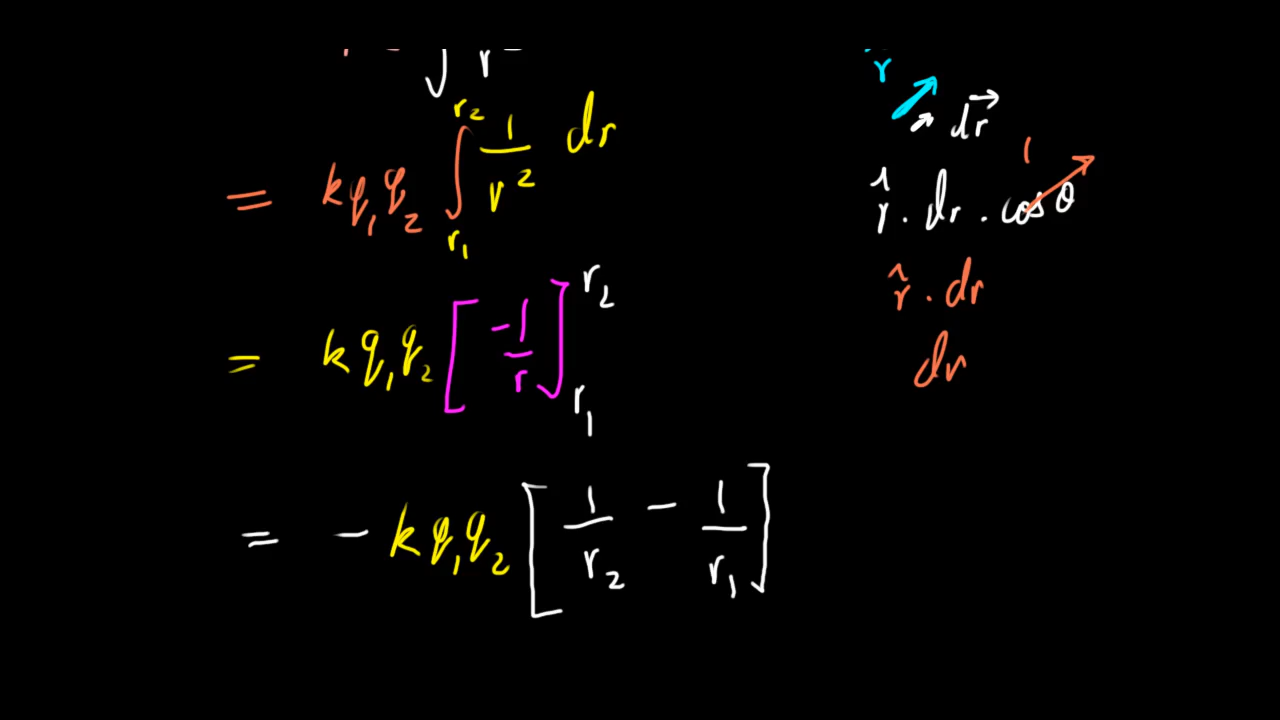 = kq₁q₂ ∫_{r₁}^{r₂} 1/r² dr
= kq₁q₂ [-1/r]_{r₁}^{r₂}
= - kq₁q₂ [1/r₂ - 1/r₁]
r
dr⃗
1
r̂ . dr . cosθ
r̂ . dr
dr